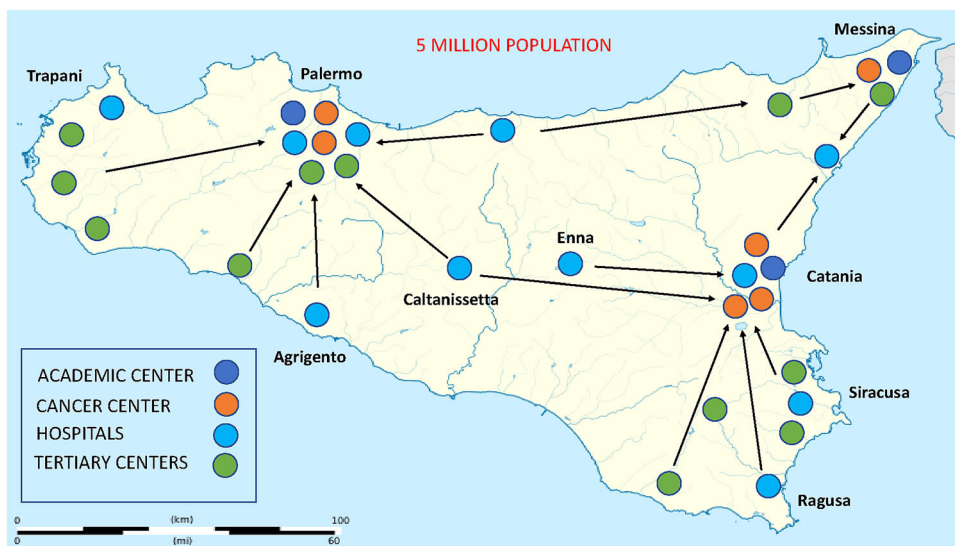 5 MILLION POPULATION
Messina
Trapani
Palermo
Enna
Catania
Caltanissetta
Agrigento
Siracusa
Ragusa
ACADEMIC CENTER
CANCER CENTER
HOSPITALS
TERTIARY CENTERS
0 (km) 100
0 (mi) 60